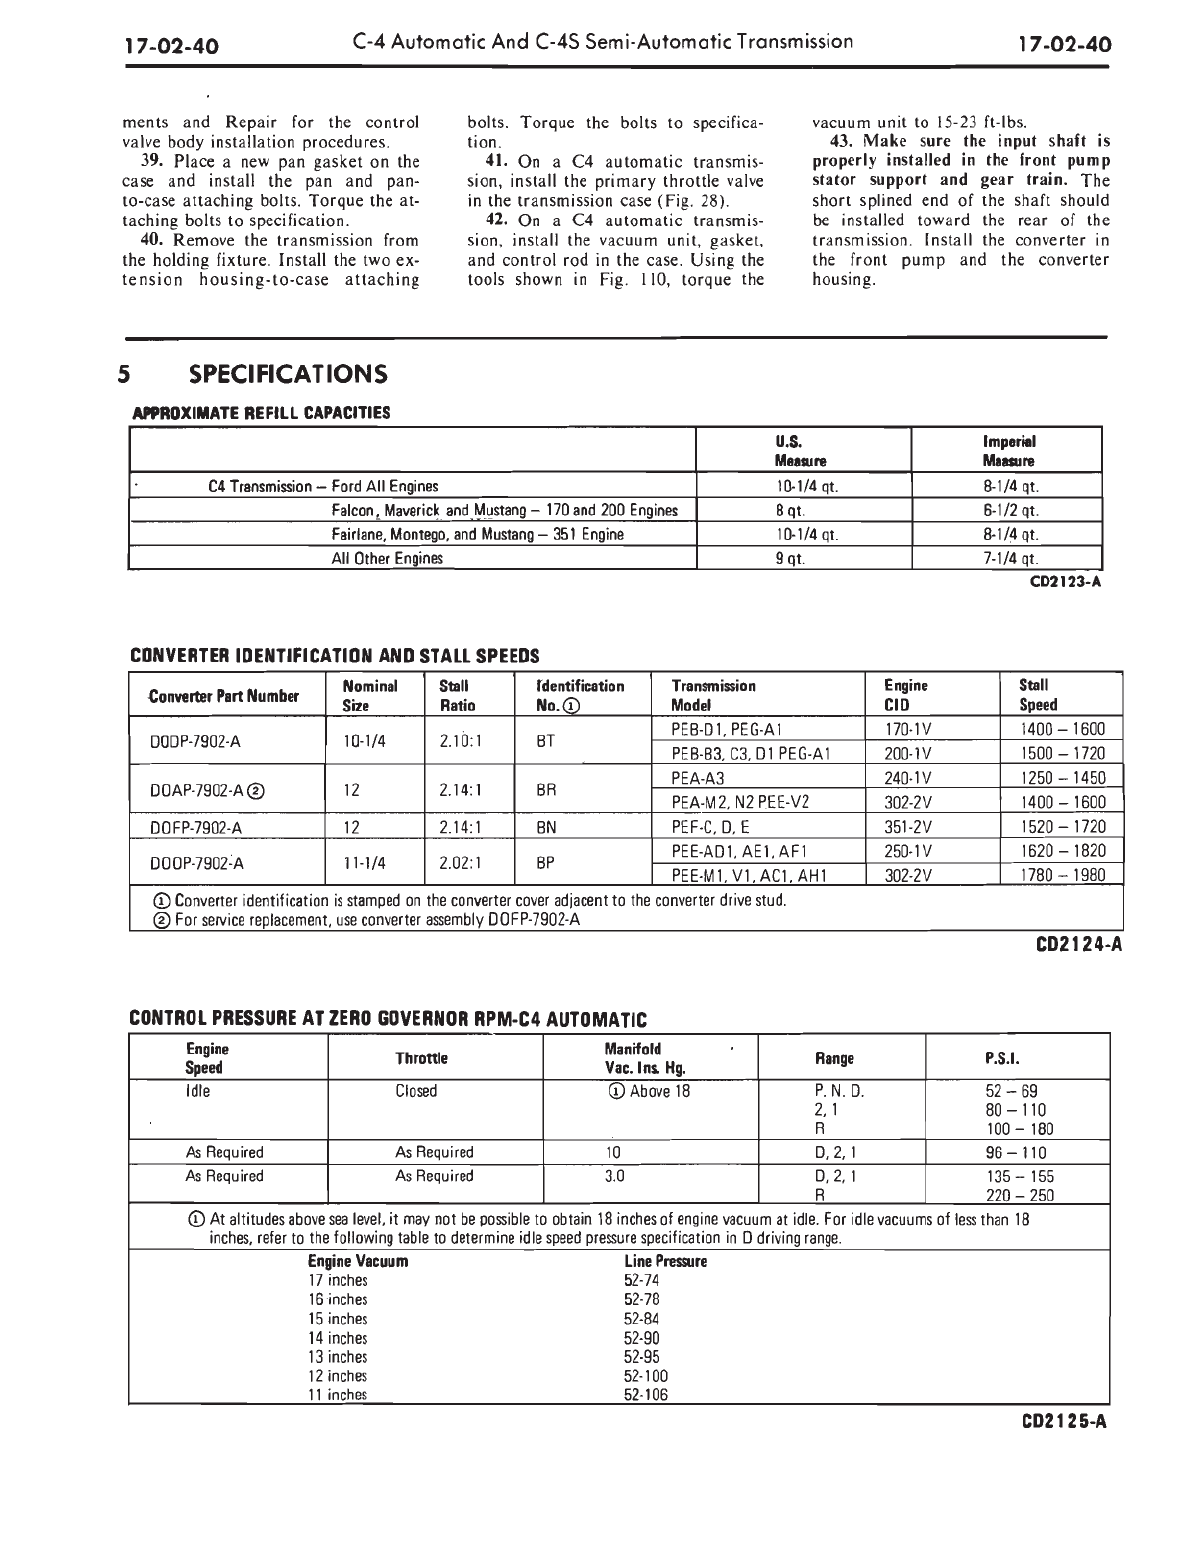 17-02-40
C-4 Automatic And C-4S Semi-Automatic Transmission
17-02-40
ments and Repair for the control
valve body installation procedures.
39. Place a new pan gasket on the
case and install the pan and pan-
to-case attaching bolts. Torque the at-
taching bolts to specification.
40. Remove the transmission from
the holding fixture. Install the two ex-
tension housing-to-case attaching
bolts. Torque the bolts to specifica-
tion.
41. On a C4 automatic transmis-
sion, install the primary throttle valve
in the transmission case (Fig. 28).
42. On a C4 automatic transmis-
sion, install the vacuum unit, gasket,
and control rod in the case. Using the
tools shown in Fig. 110, torque the
vacuum unit to 15-23 ft-lbs.
43. Make sure the input shaft is
properly installed in the front pump
stator support and gear train. The
short splined end of the shaft should
be installed toward the rear of the
transmission. Install the converter in
the front pump and the converter
housing.
5 SPECIFICATIONS
APPROXIMATE REFILL CAPACITIES
U.S. Imperial
Measure Measure
C4 Transmission – Ford All Engines 10-1/4 qt. 8-1/4 qt.
Falcon, Maverick and Mustang – 170 and 200 Engines 8 qt. 6-1/2 qt.
Fairlane, Montego, and Mustang – 351 Engine 10-1/4 qt. 8-1/4 qt.
All Other Engines 9 qt. 7-1/4 qt.
CD2123-A
CONVERTER IDENTIFICATION AND STALL SPEEDS
Converter Part Number Nominal Size Stall Ratio Identification No.① Transmission Model Engine CID Stall Speed
DODP-7902-A 10-1/4 2.10:1 BT PEB-D1, PEG-A1 170-1V 1400 – 1600
PEB-B3, C3, D1 PEG-A1 200-1V 1500 – 1720
DOAP-7902-A② 12 2.14:1 BR PEA-A3 240-1V 1250 – 1450
PEA-M2, N2 PEE-V2 302-2V 1400 – 1600
DOFP-7902-A 12 2.14:1 BN PEF-C, D, E 351-2V 1520 – 1720
DOOP-7902-A 11-1/4 2.02:1 BP PEE-AD1, AE1, AF1 250-1V 1620 – 1820
PEE-M1, V1, AC1, AH1 302-2V 1780 – 1980
① Converter identification is stamped on the converter cover adjacent to the converter drive stud.
② For service replacement, use converter assembly DOFP-7902-A
CD2124-A
CONTROL PRESSURE AT ZERO GOVERNOR RPM-C4 AUTOMATIC
Engine Speed Throttle Manifold Vac. Ins. Hg. Range P.S.I.
Idle Closed ① Above 18 P. N. D. 52 – 69
2, 1 80 – 110
R 100 – 180
As Required As Required 10 D, 2, 1 96 – 110
As Required As Required 3.0 D, 2, 1 135 – 155
R 220 – 250
① At altitudes above sea level, it may not be possible to obtain 18 inches of engine vacuum at idle. For idle vacuums of less than 18
inches, refer to the following table to determine idle speed pressure specification in D driving range.
Engine Vacuum Line Pressure
17 inches 52-74
16 inches 52-78
15 inches 52-84
14 inches 52-90
13 inches 52-95
12 inches 52-100
11 inches 52-106
CD2125-A